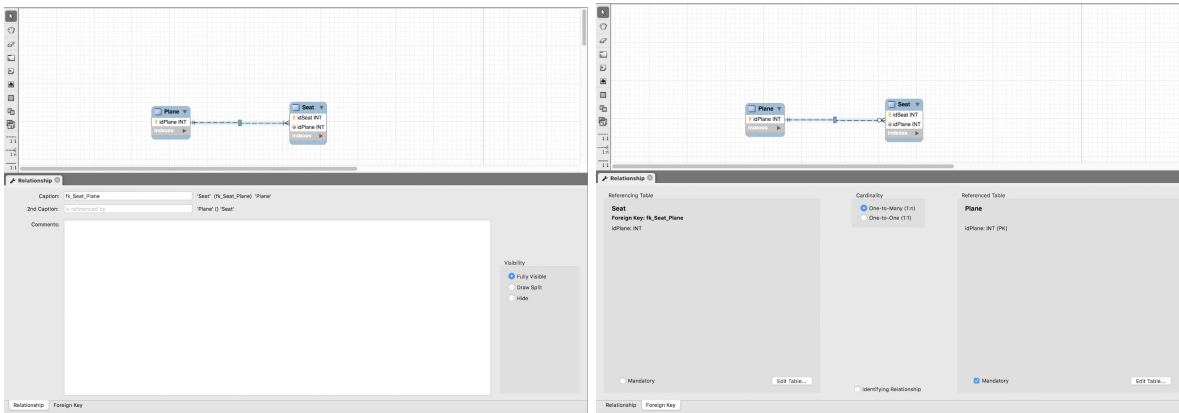 Plane
idPlane INT
Indexes
Seat
idSeat INT
idPlane INT
Indexes
1:1
1:n
1:1
Relationship
Caption: fk_Seat_Plane 'Seat' (fk_Seat_Plane) 'Plane'
2nd Caption: is referenced by 'Plane' () 'Seat'
Comments:
Visibility
Fully Visible
Draw Split
Hide
Relationship Foreign Key
Plane
idPlane INT
Indexes
Seat
idSeat INT
idPlane INT
Indexes
1:1
1:n
1:1
Relationship
Referencing Table
Seat
Foreign Key: fk_Seat_Plane
idPlane: INT
Mandatory
Edit Table...
Cardinality
One-to-Many (1:n)
One-to-One (1:1)
Identifying Relationship
Referenced Table
Plane
idPlane: INT (PK)
Mandatory
Edit Table...
Relationship Foreign Key